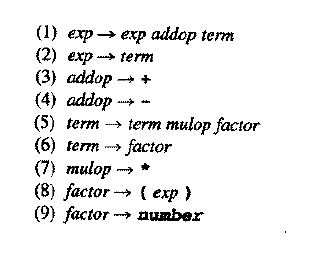 (1) exp → exp addop term
(2) exp → term
(3) addop → +
(4) addop → -
(5) term → term mulop factor
(6) term → factor
(7) mulop → *
(8) factor → ( exp )
(9) factor → number